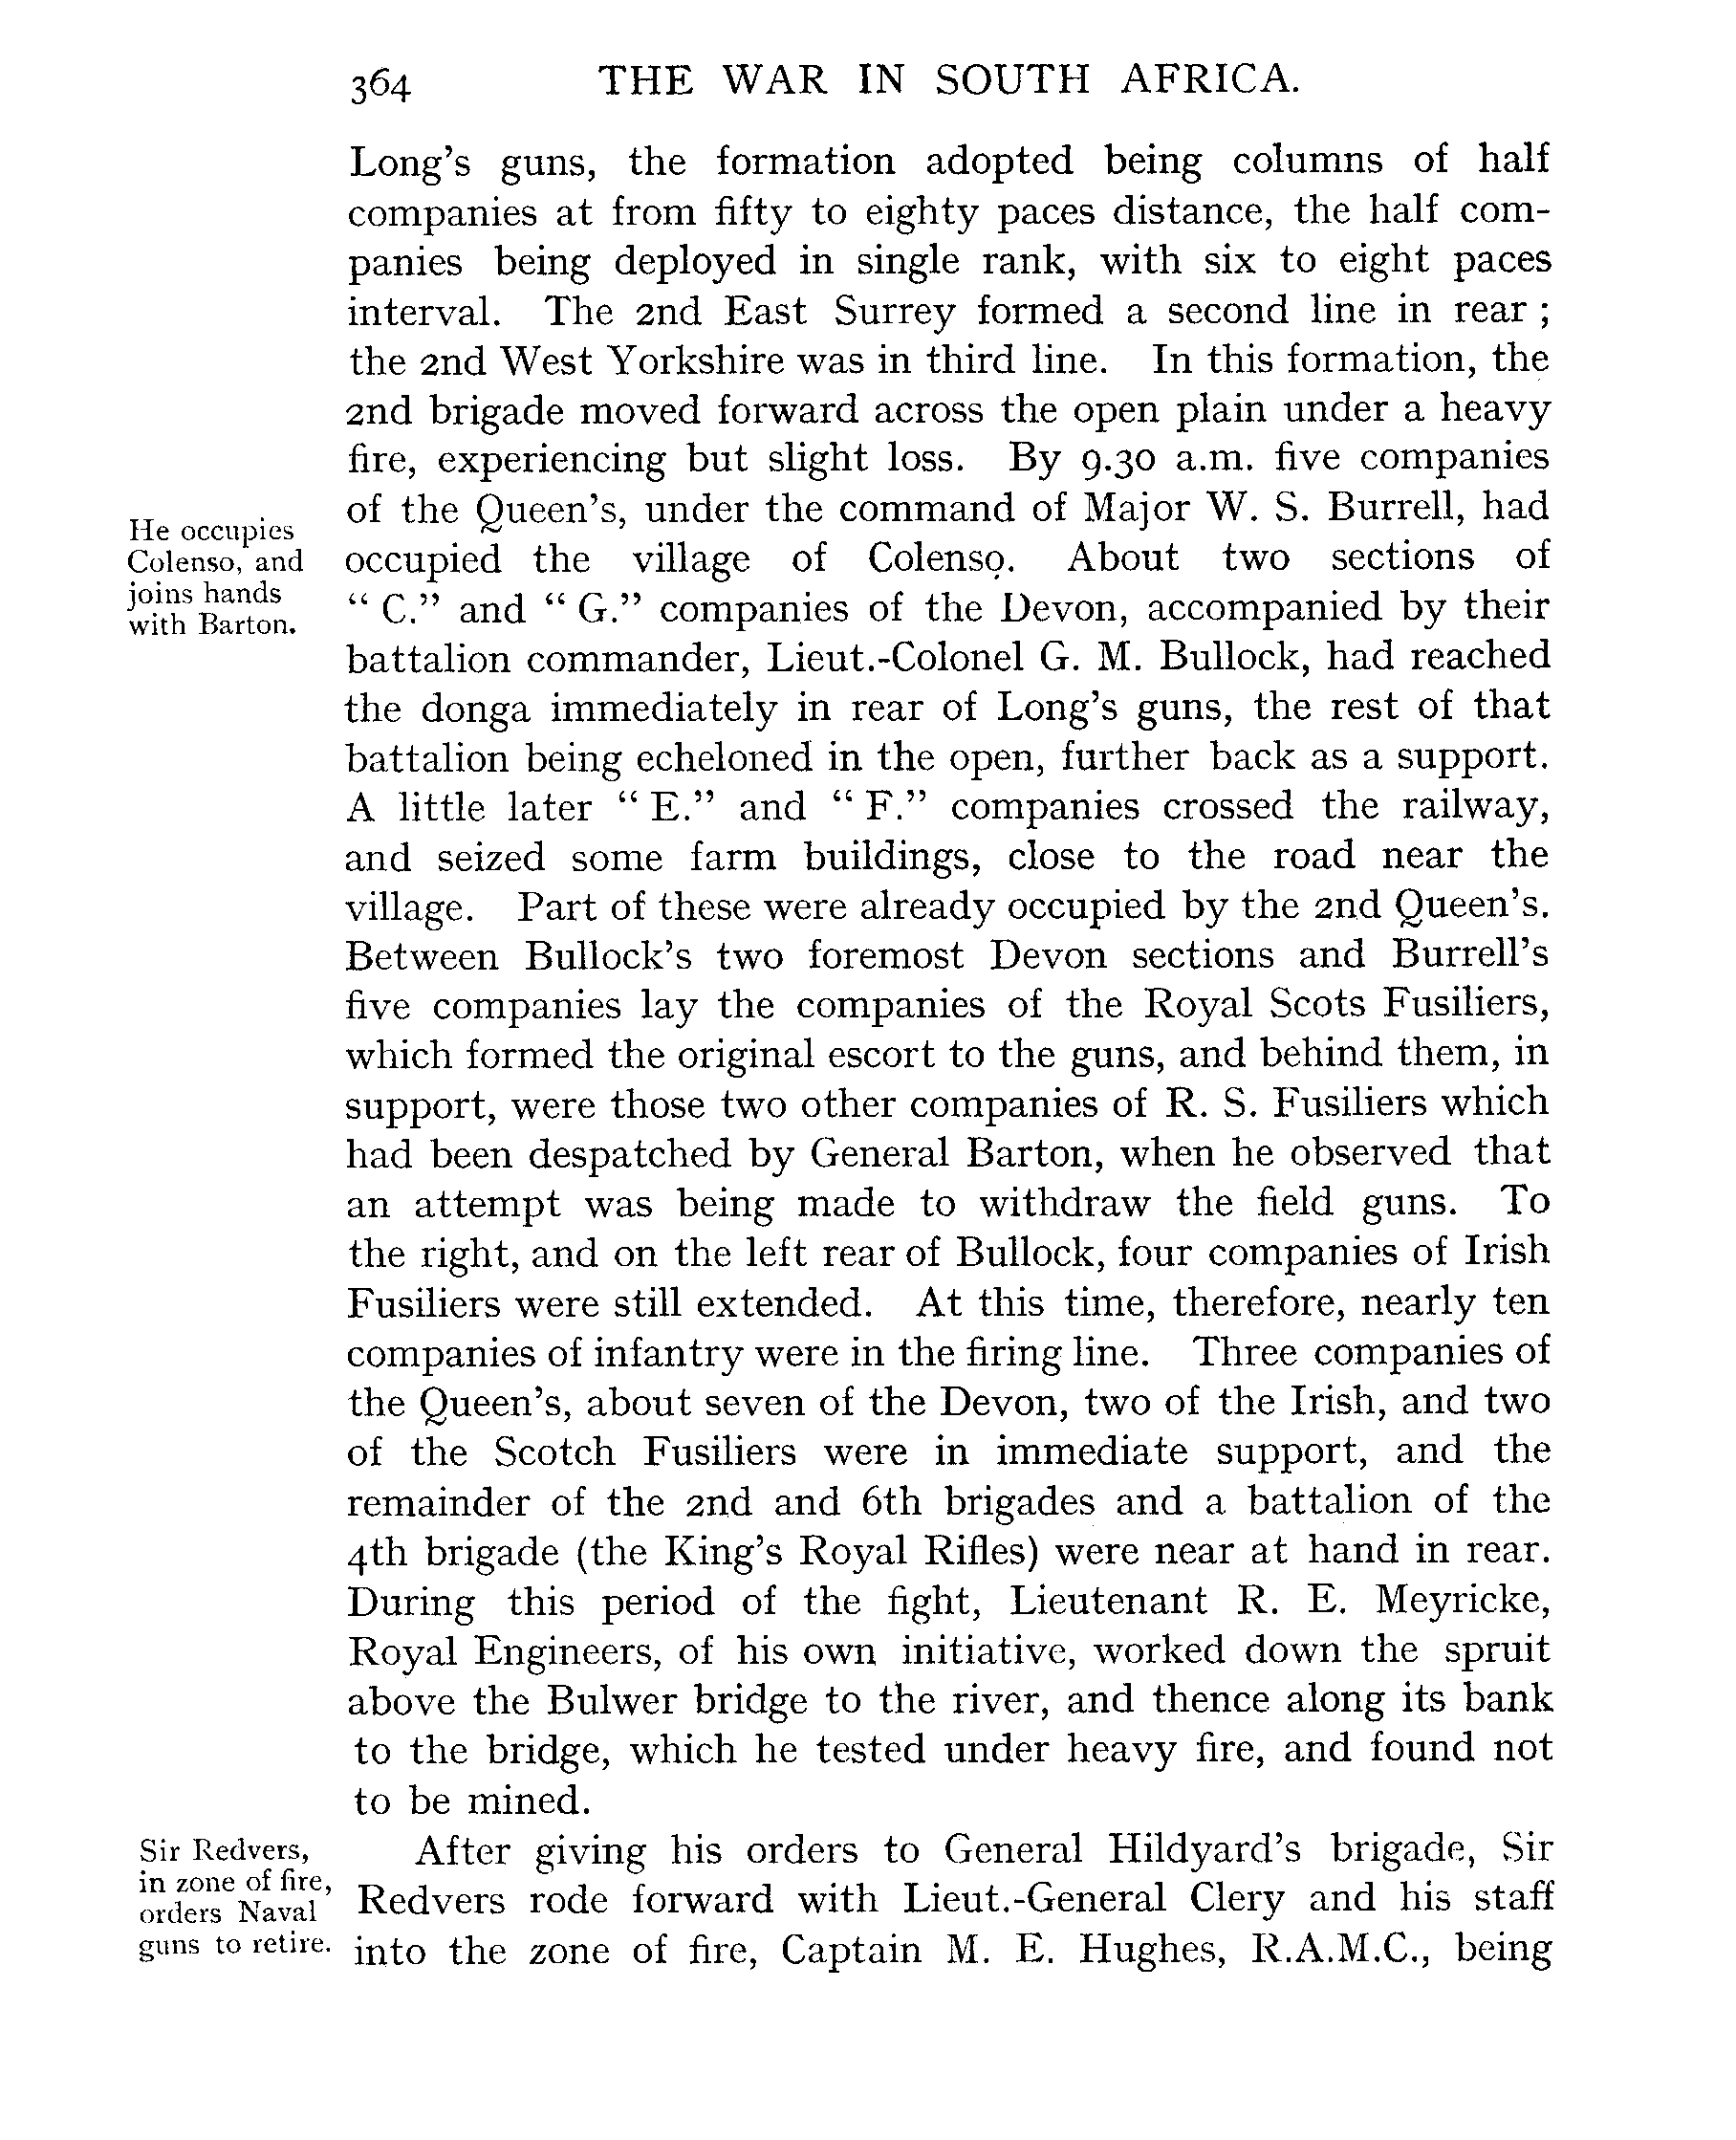 364 THE WAR IN SOUTH AFRICA.
Long's guns, the formation adopted being columns of half
companies at from fifty to eighty paces distance, the half com-
panies being deployed in single rank, with six to eight paces
interval. The 2nd East Surrey formed a second line in rear ;
the 2nd West Yorkshire was in third line. In this formation, the
2nd brigade moved forward across the open plain under a heavy
fire, experiencing but slight loss. By 9.30 a.m. five companies
of the Queen's, under the command of Major W. S. Burrell, had
occupied the village of Colenso. About two sections of
“ C.” and “ G.” companies of the Devon, accompanied by their
battalion commander, Lieut.-Colonel G. M. Bullock, had reached
the donga immediately in rear of Long's guns, the rest of that
battalion being echeloned in the open, further back as a support.
A little later “ E.” and “ F.” companies crossed the railway,
and seized some farm buildings, close to the road near the
village. Part of these were already occupied by the 2nd Queen's.
Between Bullock's two foremost Devon sections and Burrell's
five companies lay the companies of the Royal Scots Fusiliers,
which formed the original escort to the guns, and behind them, in
support, were those two other companies of R. S. Fusiliers which
had been despatched by General Barton, when he observed that
an attempt was being made to withdraw the field guns. To
the right, and on the left rear of Bullock, four companies of Irish
Fusiliers were still extended. At this time, therefore, nearly ten
companies of infantry were in the firing line. Three companies of
the Queen's, about seven of the Devon, two of the Irish, and two
of the Scotch Fusiliers were in immediate support, and the
remainder of the 2nd and 6th brigades and a battalion of the
4th brigade (the King's Royal Rifles) were near at hand in rear.
During this period of the fight, Lieutenant R. E. Meyricke,
Royal Engineers, of his own initiative, worked down the spruit
above the Bulwer bridge to the river, and thence along its bank
to the bridge, which he tested under heavy fire, and found not
to be mined.
After giving his orders to General Hildyard's brigade, Sir
Redvers rode forward with Lieut.-General Clery and his staff
into the zone of fire, Captain M. E. Hughes, R.A.M.C., being
He occupies
Colenso, and
joins hands
with Barton.
Sir Redvers,
in zone of fire,
orders Naval
guns to retire.